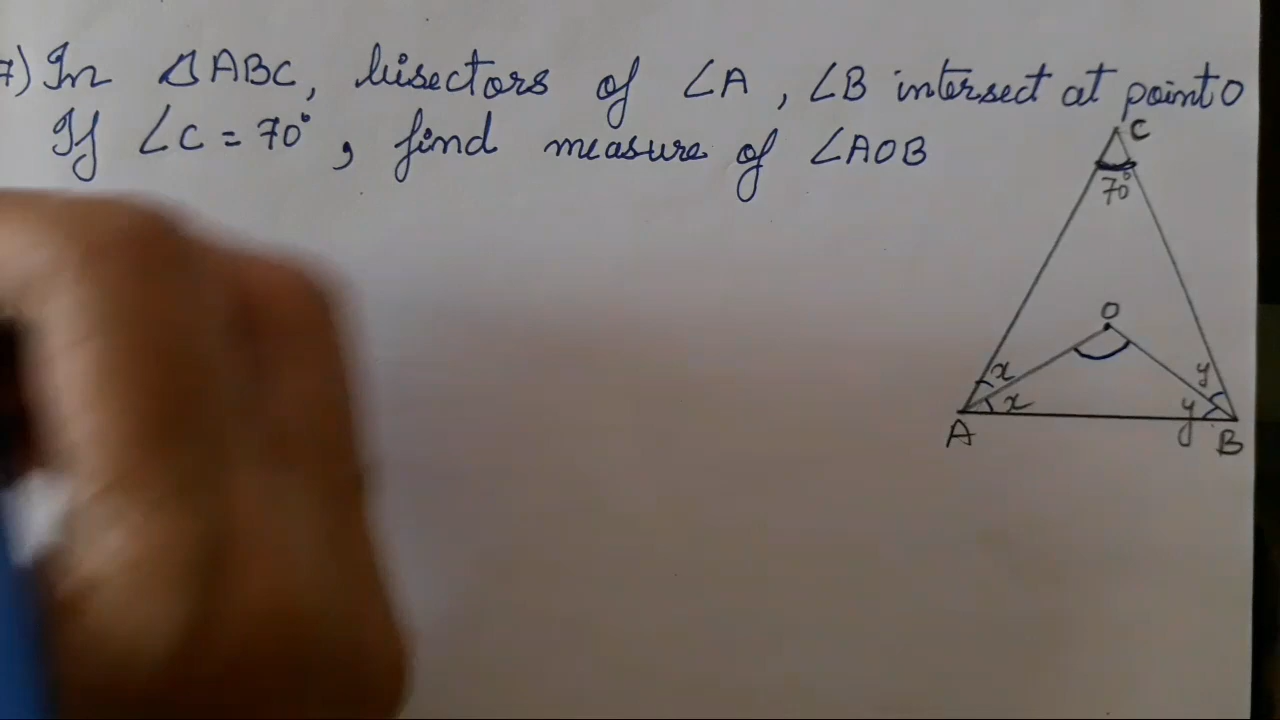 7) In △ABC, bisectors of ∠A, ∠B intersect at point O
If ∠C = 70°, find measure of ∠AOB
C
70°
O
x
x
y
y
A
B